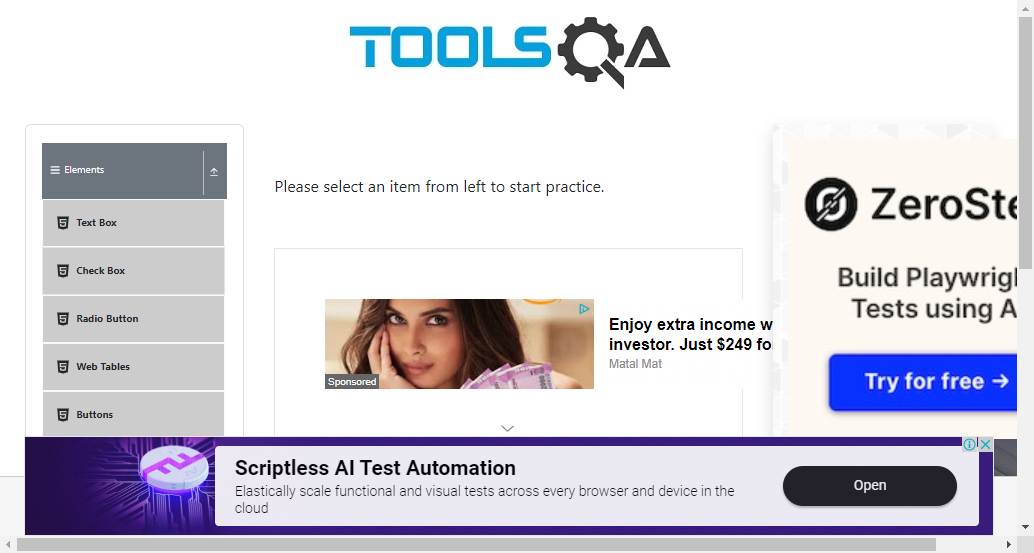 TOOLSQA
Elements
Text Box
Check Box
Radio Button
Web Tables
Buttons
Please select an item from left to start practice.
Sponsored
Enjoy extra income w
investor. Just $249 fo
Matal Mat
ZeroSte
Build Playwrigh
Tests using A
Try for free →
Scriptless AI Test Automation
Elastically scale functional and visual tests across every browser and device in the
cloud
Open